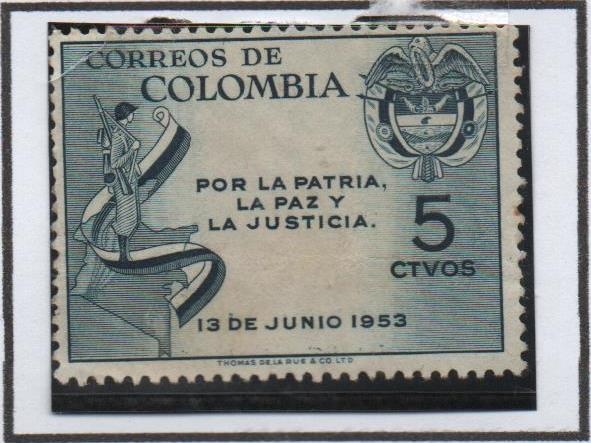 CORREOS DE
COLOMBIA
POR LA PATRIA,
LA PAZ Y
LA JUSTICIA.
5
CTVOS
13 DE JUNIO 1953
THOMAS DE LA RUE & CO. LTD